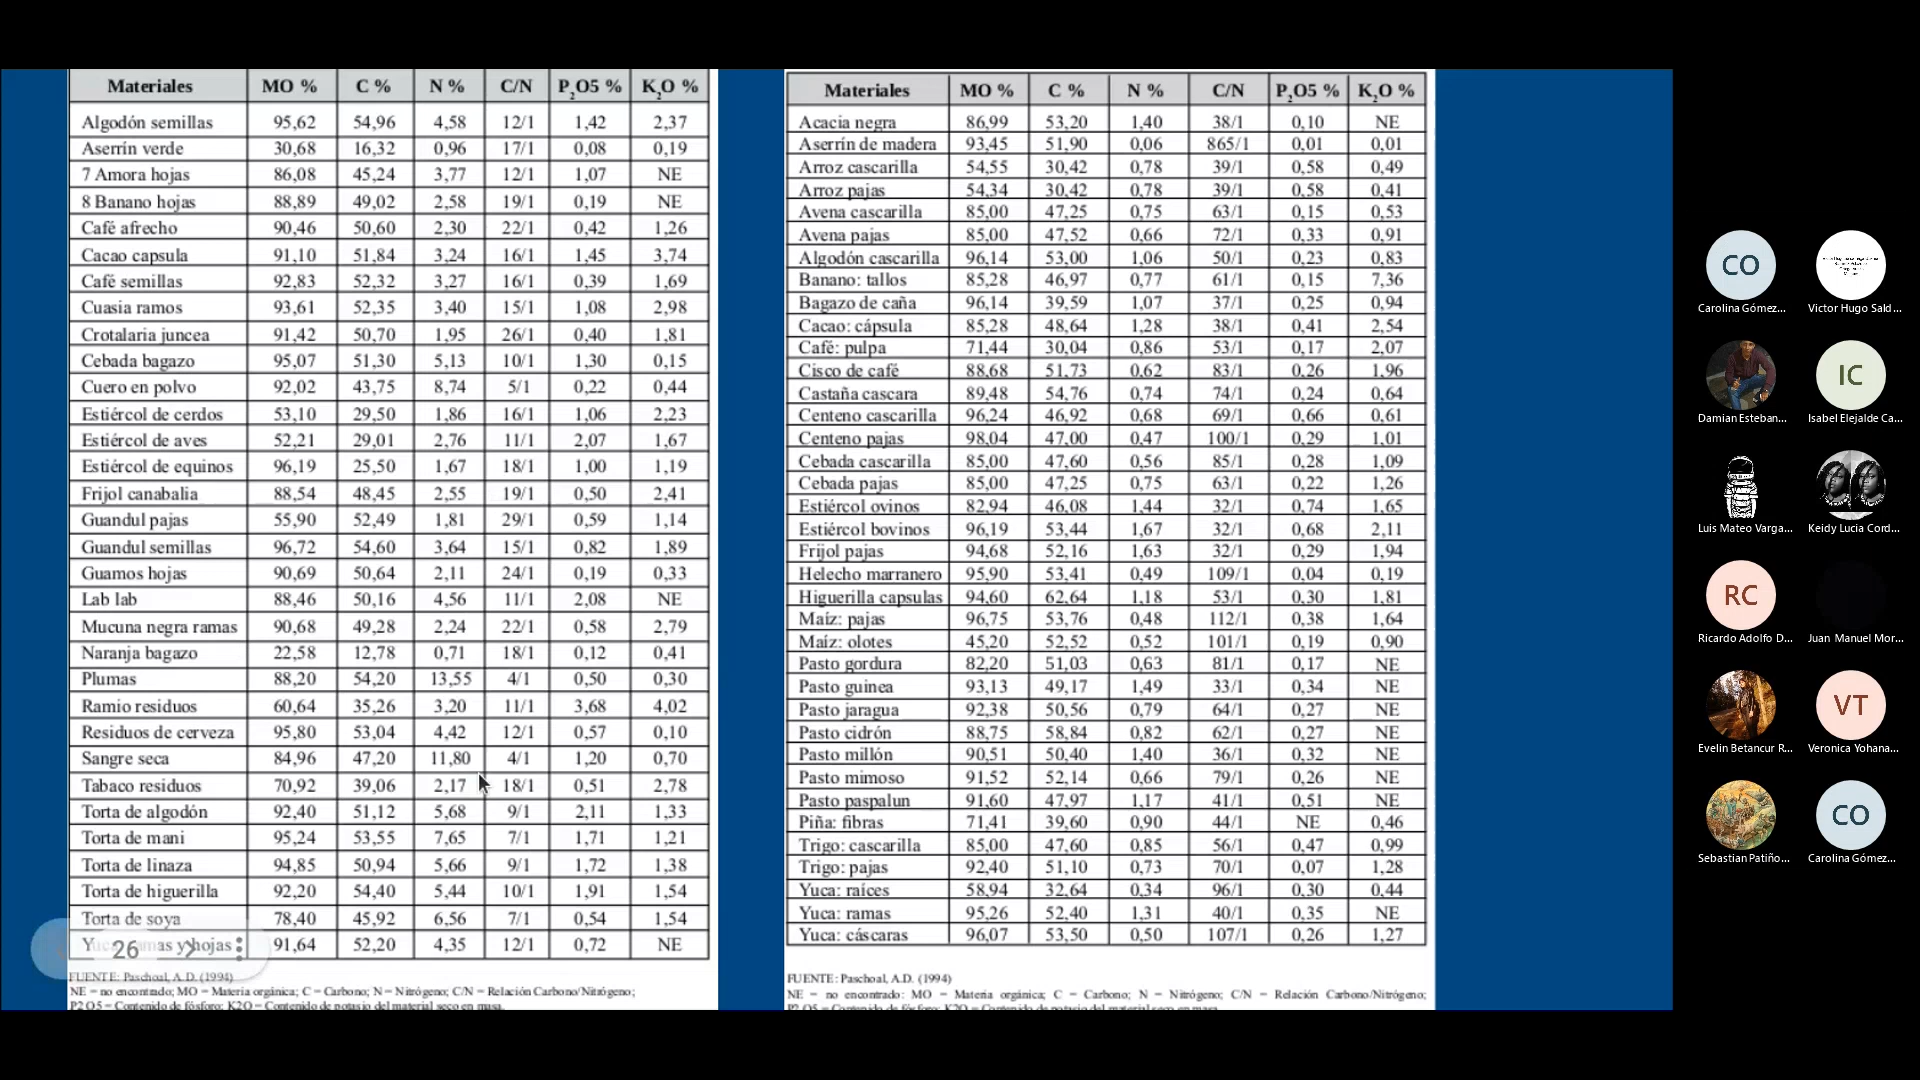 Materiales MO % C % N % C/N P2O5 % K2O %
Algodón semillas 95,62 54,96 4,58 12/1 1,42 2,37
Aserrín verde 30,68 16,32 0,96 17/1 0,08 0,19
7 Amora hojas 86,08 45,24 3,77 12/1 1,07 NE
8 Banano hojas 88,89 49,02 2,58 19/1 0,19 NE
Café afrecho 90,46 50,60 2,30 22/1 0,42 1,26
Cacao capsula 91,10 51,84 3,24 16/1 1,45 3,74
Café semillas 92,83 52,32 3,27 16/1 0,39 1,69
Cuasia ramos 93,61 52,35 3,40 15/1 1,08 2,98
Crotalaria juncea 91,42 50,70 1,95 26/1 0,40 1,81
Cebada bagazo 95,07 51,30 5,13 10/1 1,30 0,15
Cuero en polvo 92,02 43,75 8,74 5/1 0,22 0,44
Estiércol de cerdos 53,10 29,50 1,86 16/1 1,06 2,23
Estiércol de aves 52,21 29,01 2,76 11/1 2,07 1,67
Estiércol de equinos 96,19 25,50 1,67 18/1 1,00 1,19
Frijol canabalia 88,54 48,45 2,55 19/1 0,50 2,41
Guandul pajas 55,90 52,49 1,81 29/1 0,59 1,14
Guandul semillas 96,72 54,60 3,64 15/1 0,82 1,89
Guamos hojas 90,69 50,64 2,11 24/1 0,19 0,33
Lab lab 88,46 50,16 4,56 11/1 2,08 NE
Mucuna negra ramas 90,68 49,28 2,24 22/1 0,58 2,79
Naranja bagazo 22,58 12,78 0,71 18/1 0,12 0,41
Plumas 88,20 54,20 13,55 4/1 0,50 0,30
Ramio residuos 60,64 35,26 3,20 11/1 3,68 4,02
Residuos de cerveza 95,80 53,04 4,42 12/1 0,57 0,10
Sangre seca 84,96 47,20 11,80 4/1 1,20 0,70
Tabaco residuos 70,92 39,06 2,17 18/1 0,51 2,78
Torta de algodón 92,40 51,12 5,68 9/1 2,11 1,33
Torta de mani 95,24 53,55 7,65 7/1 1,71 1,21
Torta de linaza 94,85 50,94 5,66 9/1 1,72 1,38
Torta de higuerilla 92,20 54,40 5,44 10/1 1,91 1,54
Torta de soya 78,40 45,92 6,56 7/1 0,54 1,54
y hojas 91,64 52,20 4,35 12/1 0,72 NE
26
FUENTE: Paschoal, A.D. (1994)
NE = no encontrado; MO = Materia orgánica; C = Carbono; N = Nitrógeno; C/N = Relación Carbono/Nitrógeno;
P2O5 = Contenido de fósforo; K2O = Contenido de potasio del material seco en masa.
Materiales MO % C % N % C/N P2O5 % K2O %
Acacia negra 86,99 53,20 1,40 38/1 0,10 NE
Aserrín de madera 93,45 51,90 0,06 865/1 0,01 0,01
Arroz cascarilla 54,55 30,42 0,78 39/1 0,58 0,49
Arroz pajas 54,34 30,42 0,78 39/1 0,58 0,41
Avena cascarilla 85,00 47,25 0,75 63/1 0,15 0,53
Avena pajas 85,00 47,52 0,66 72/1 0,33 0,91
Algodón cascarilla 96,14 53,00 1,06 50/1 0,23 0,83
Banano: tallos 85,28 46,97 0,77 61/1 0,15 7,36
Bagazo de caña 96,14 39,59 1,07 37/1 0,25 0,94
Cacao: cápsula 85,28 48,64 1,28 38/1 0,41 2,54
Café: pulpa 71,44 30,04 0,86 53/1 0,17 2,07
Cisco de café 88,68 51,73 0,62 83/1 0,26 1,96
Castaña cascara 89,48 54,76 0,74 74/1 0,24 0,64
Centeno cascarilla 96,24 46,92 0,68 69/1 0,66 0,61
Centeno pajas 98,04 47,00 0,47 100/1 0,29 1,01
Cebada cascarilla 85,00 47,60 0,56 85/1 0,28 1,09
Cebada pajas 85,00 47,25 0,75 63/1 0,22 1,26
Estiércol ovinos 82,94 46,08 1,44 32/1 0,74 1,65
Estiércol bovinos 96,19 53,44 1,67 32/1 0,68 2,11
Frijol pajas 94,68 52,16 1,63 32/1 0,29 1,94
Helecho marranero 95,90 53,41 0,49 109/1 0,04 0,19
Higuerilla capsulas 94,60 62,64 1,18 53/1 0,30 1,81
Maíz: pajas 96,75 53,76 0,48 112/1 0,38 1,64
Maíz: olotes 45,20 52,52 0,52 101/1 0,19 0,90
Pasto gordura 82,20 51,03 0,63 81/1 0,17 NE
Pasto guinea 93,13 49,17 1,49 33/1 0,34 NE
Pasto jaragua 92,38 50,56 0,79 64/1 0,27 NE
Pasto cidrón 88,75 58,84 0,82 62/1 0,27 NE
Pasto millón 90,51 50,40 1,40 36/1 0,32 NE
Pasto mimoso 91,52 52,14 0,66 79/1 0,26 NE
Pasto paspalun 91,60 47,97 1,17 41/1 0,51 NE
Piña: fibras 71,41 39,60 0,90 44/1 NE 0,46
Trigo: cascarilla 85,00 47,60 0,85 56/1 0,47 0,99
Trigo: pajas 92,40 51,10 0,73 70/1 0,07 1,28
Yuca: raíces 58,94 32,64 0,34 96/1 0,30 0,44
Yuca: ramas 95,26 52,40 1,31 40/1 0,35 NE
Yuca: cáscaras 96,07 53,50 0,50 107/1 0,26 1,27
FUENTE: Paschoal, A.D. (1994)
NE = no encontrado: MO = Materia orgánica; C = Carbono; N = Nitrógeno; C/N = Relación Carbono/Nitrógeno;
P2O5 = Contenido de fósforo; K2O = Contenido de potasio del material seco en masa.
CO
Carolina Gómez... Victor Hugo Sald...
IC
Damian Esteban... Isabel Elejalde Ca...
Luis Mateo Varga... Keidy Lucia Cord...
RC
Ricardo Adolfo D... Juan Manuel Mor...
VT
Evelin Betancur R... Veronica Yohana...
CO
Sebastian Patiño... Carolina Gómez...